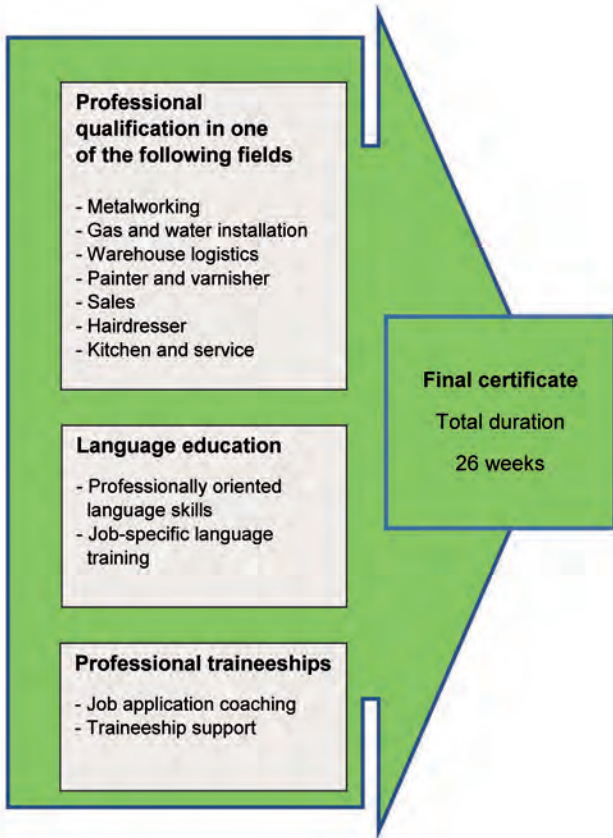 Professional
qualification in one
of the following fields
- Metalworking
- Gas and water installation
- Warehouse logistics
- Painter and varnisher
- Sales
- Hairdresser
- Kitchen and service
Language education
- Professionally oriented
language skills
- Job-specific language
training
Professional traineeships
- Job application coaching
- Traineeship support
Final certificate
Total duration
26 weeks